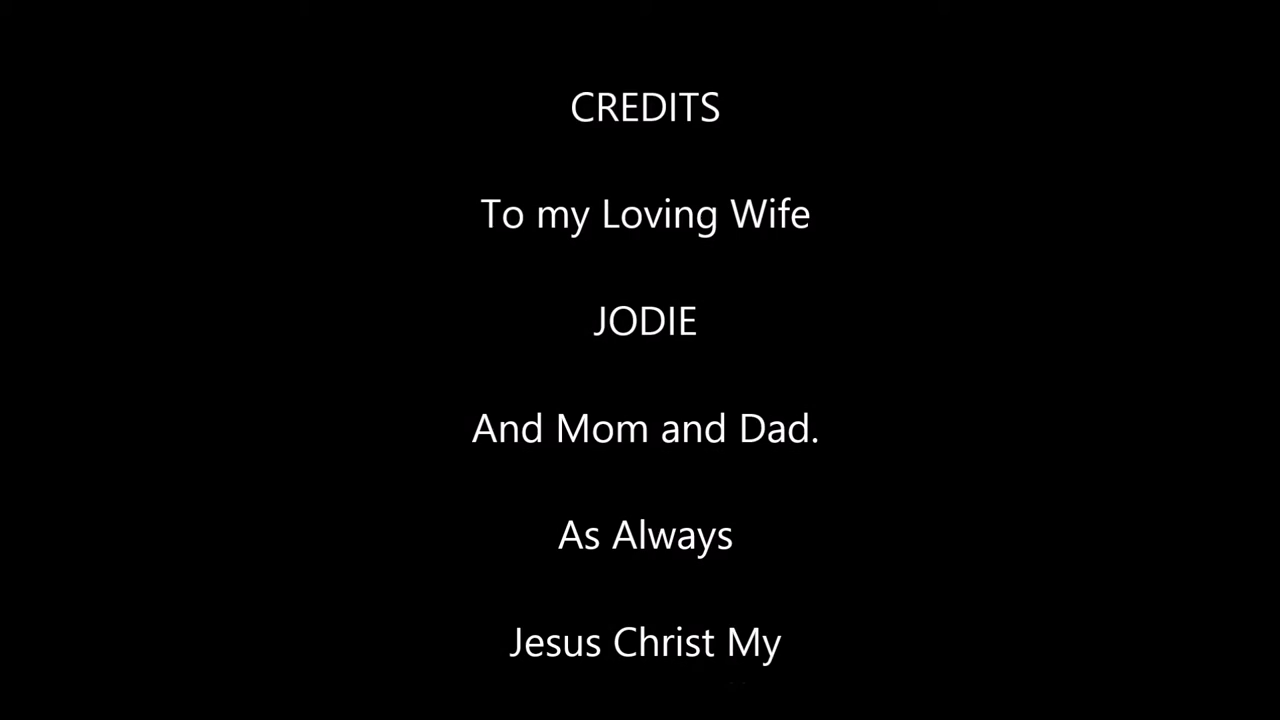 CREDITS
To my Loving Wife
JODIE
And Mom and Dad.
As Always
Jesus Christ My